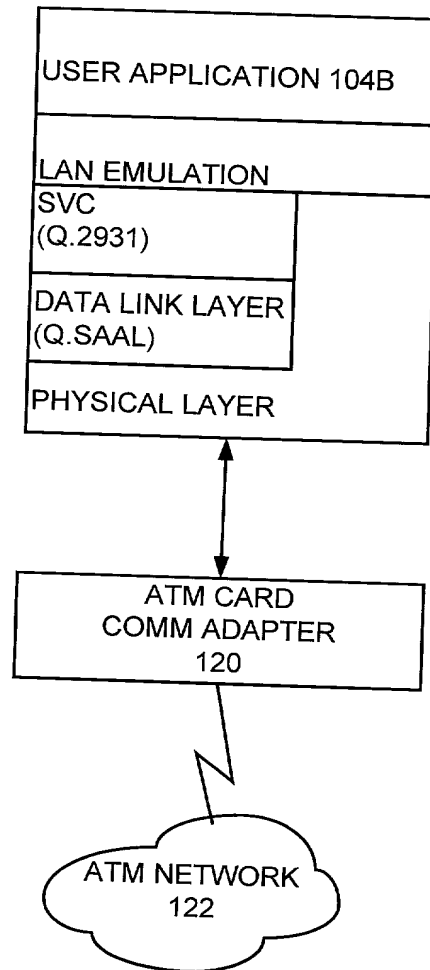 USER APPLICATION 104B
LAN EMULATION
SVC
(Q.2931)
DATA LINK LAYER
(Q.SAAL)
PHYSICAL LAYER
ATM CARD
COMM ADAPTER
120
ATM NETWORK
122